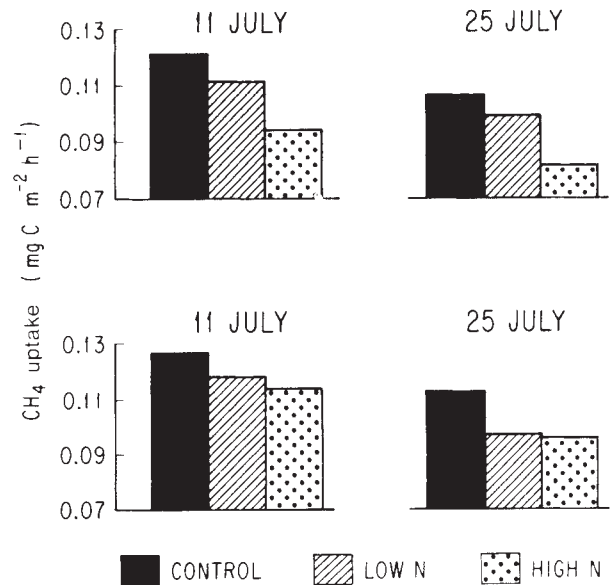 11 JULY
25 JULY
0.13
0.11
0.09
0.07
CH₄ uptake (mg C m⁻² h⁻¹)
11 JULY
25 JULY
0.13
0.11
0.09
0.07
CONTROL
LOW N
HIGH N